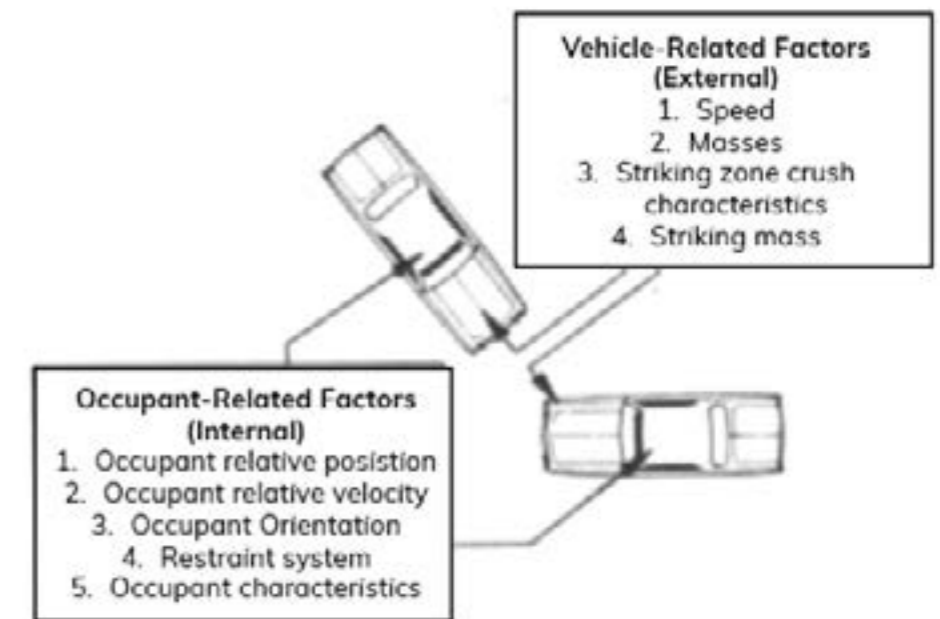 Vehicle-Related Factors
(External)
1. Speed
2. Masses
3. Striking zone crush
characteristics
4. Striking mass
Occupant-Related Factors
(Internal)
1. Occupant relative posistion
2. Occupant relative velocity
3. Occupant Orientation
4. Restraint system
5. Occupant characteristics